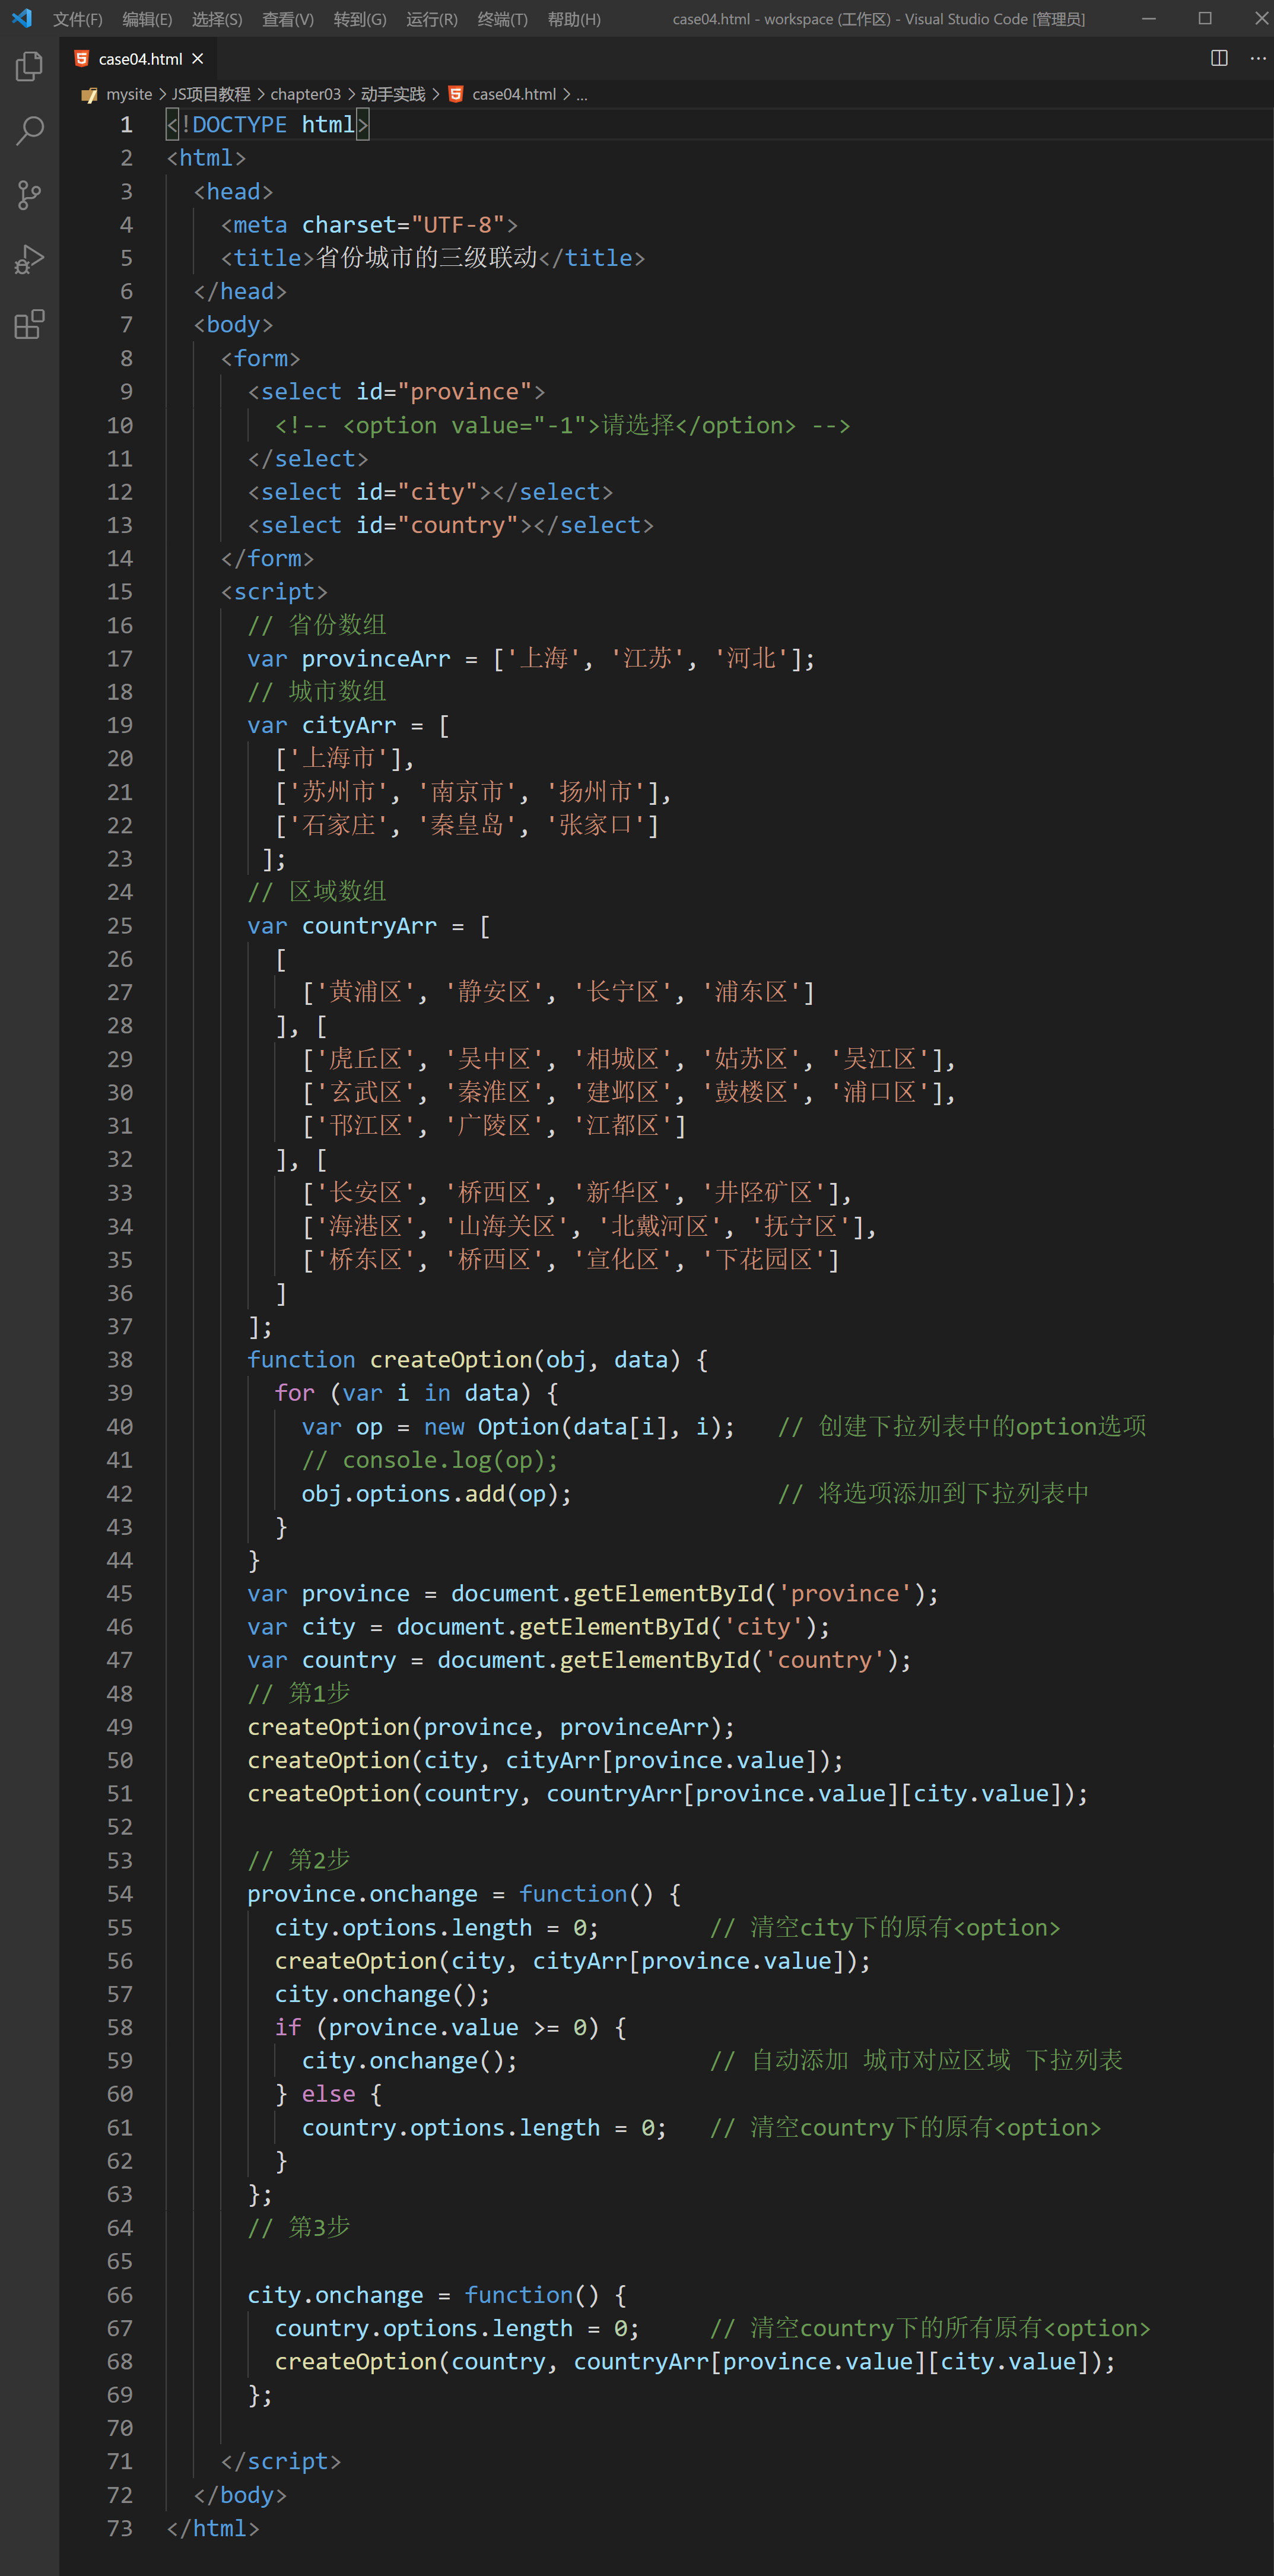 文件(F) 编辑(E) 选择(S) 查看(V) 转到(G) 运行(R) 终端(T) 帮助(H) case04.html - workspace (工作区) - Visual Studio Code [管理员]
case04.html
mysite > JS项目教程 > chapter03 > 动手实践 > case04.html > ...
1 <!DOCTYPE html>
2 <html>
3 <head>
4 <meta charset="UTF-8">
5 <title>省份城市的三级联动</title>
6 </head>
7 <body>
8 <form>
9 <select id="province">
10 <!-- <option value="-1">请选择</option> -->
11 </select>
12 <select id="city"></select>
13 <select id="country"></select>
14 </form>
15 <script>
16 // 省份数组
17 var provinceArr = ['上海', '江苏', '河北'];
18 // 城市数组
19 var cityArr = [
20 ['上海市'],
21 ['苏州市', '南京市', '扬州市'],
22 ['石家庄', '秦皇岛', '张家口']
23 ];
24 // 区域数组
25 var countryArr = [
26 [
27 ['黄浦区', '静安区', '长宁区', '浦东区']
28 ], [
29 ['虎丘区', '吴中区', '相城区', '姑苏区', '吴江区'],
30 ['玄武区', '秦淮区', '建邺区', '鼓楼区', '浦口区'],
31 ['邗江区', '广陵区', '江都区']
32 ], [
33 ['长安区', '桥西区', '新华区', '井陉矿区'],
34 ['海港区', '山海关区', '北戴河区', '抚宁区'],
35 ['桥东区', '桥西区', '宣化区', '下花园区']
36 ]
37 ];
38 function createOption(obj, data) {
39 for (var i in data) {
40 var op = new Option(data[i], i); // 创建下拉列表中的option选项
41 // console.log(op);
42 obj.options.add(op); // 将选项添加到下拉列表中
43 }
44 }
45 var province = document.getElementById('province');
46 var city = document.getElementById('city');
47 var country = document.getElementById('country');
48 // 第1步
49 createOption(province, provinceArr);
50 createOption(city, cityArr[province.value]);
51 createOption(country, countryArr[province.value][city.value]);
52
53 // 第2步
54 province.onchange = function() {
55 city.options.length = 0; // 清空city下的原有<option>
56 createOption(city, cityArr[province.value]);
57 city.onchange();
58 if (province.value >= 0) {
59 city.onchange(); // 自动添加 城市对应区域 下拉列表
60 } else {
61 country.options.length = 0; // 清空country下的原有<option>
62 }
63 };
64 // 第3步
65
66 city.onchange = function() {
67 country.options.length = 0; // 清空country下的所有原有<option>
68 createOption(country, countryArr[province.value][city.value]);
69 };
70
71 </script>
72 </body>
73 </html>